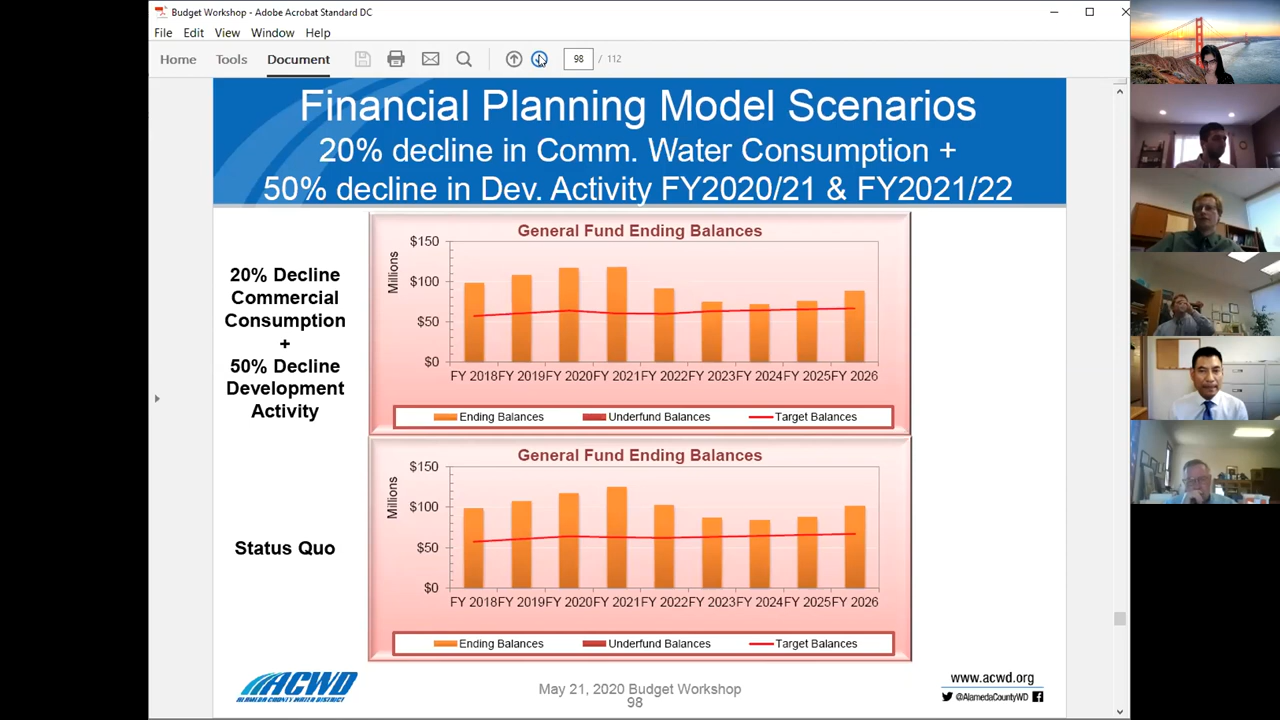 Budget Workshop - Adobe Acrobat Standard DC
File Edit View Window Help
Home Tools Document 98 / 112
Financial Planning Model Scenarios
20% decline in Comm. Water Consumption +
50% decline in Dev. Activity FY2020/21 & FY2021/22
20% Decline
Commercial
Consumption
+
50% Decline
Development
Activity
General Fund Ending Balances
Millions
$150
$100
$50
$0
FY 2018 FY 2019 FY 2020 FY 2021 FY 2022 FY 2023 FY 2024 FY 2025 FY 2026
Ending Balances Underfund Balances Target Balances
Status Quo
General Fund Ending Balances
Millions
$150
$100
$50
$0
FY 2018 FY 2019 FY 2020 FY 2021 FY 2022 FY 2023 FY 2024 FY 2025 FY 2026
Ending Balances Underfund Balances Target Balances
ACWD
ALAMEDA COUNTY WATER DISTRICT
May 21, 2020 Budget Workshop
98
www.acwd.org
@AlamedaCountyWD